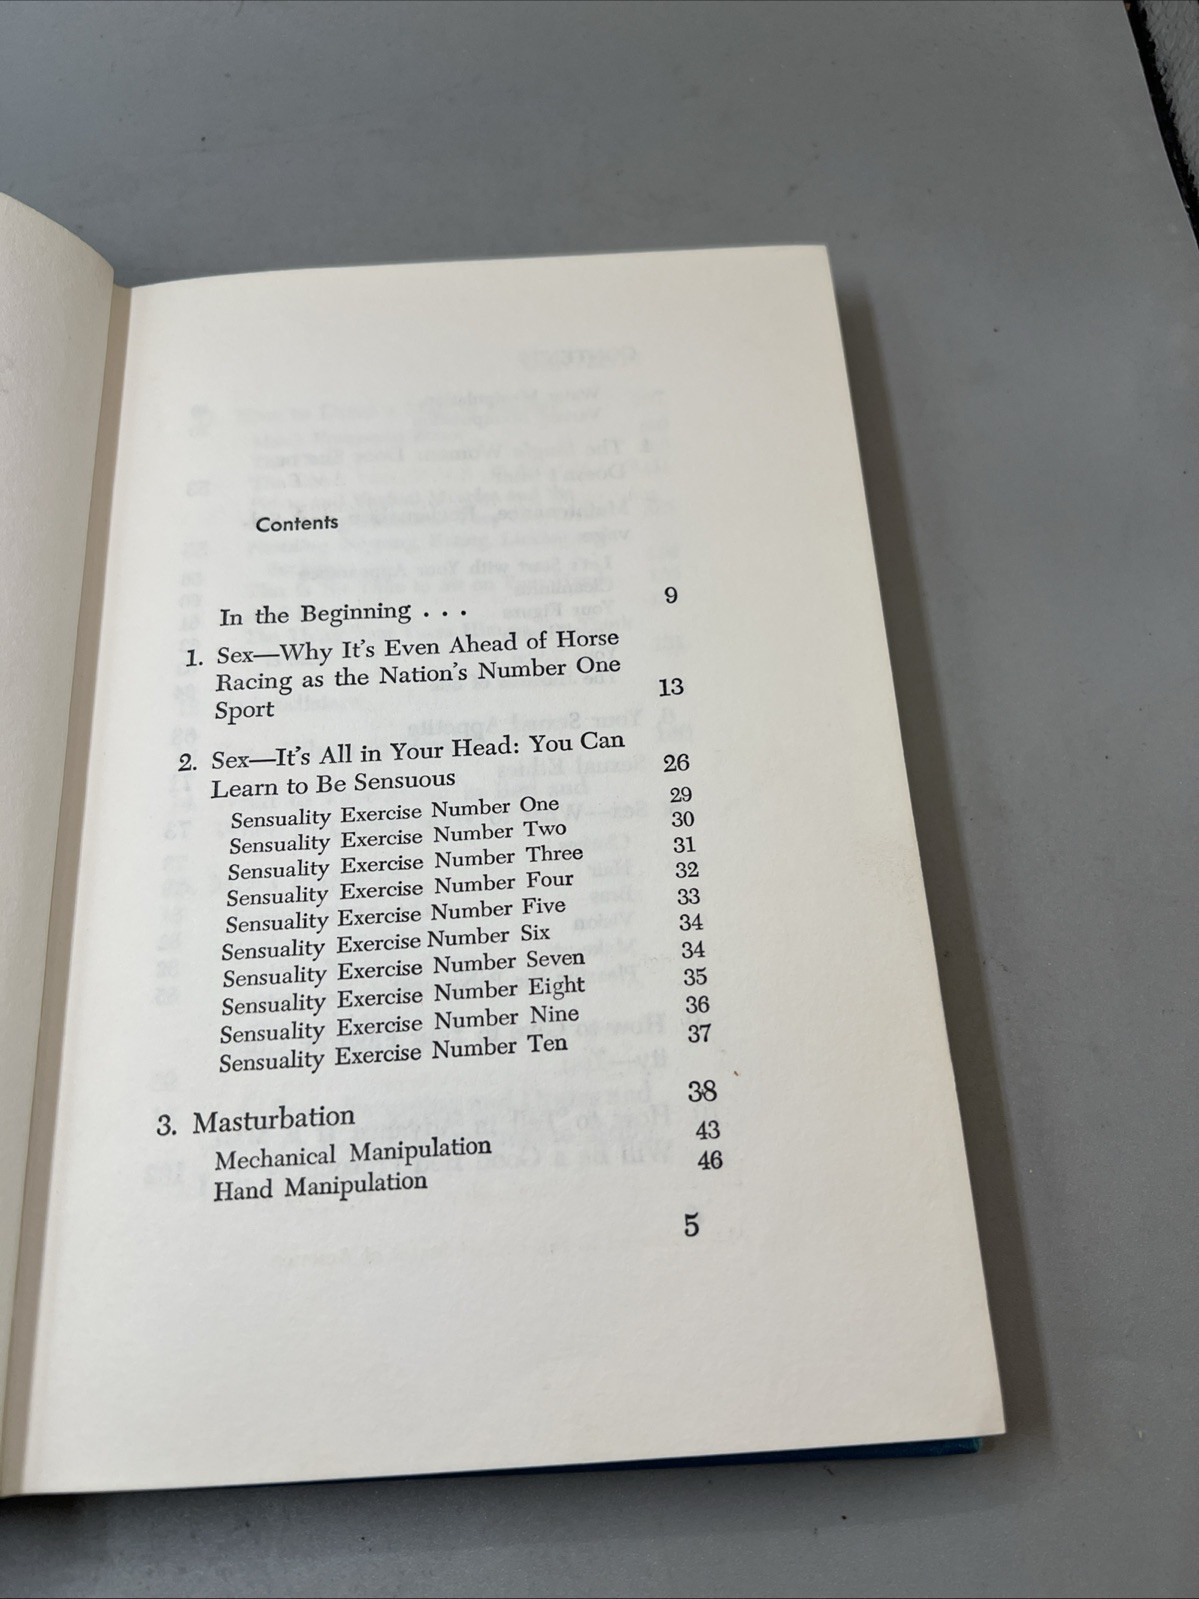 Contents
In the Beginning . . . 9
1. Sex—Why It's Even Ahead of Horse
Racing as the Nation's Number One
Sport 13
2. Sex—It's All in Your Head: You Can
Learn to Be Sensuous 26
Sensuality Exercise Number One 29
Sensuality Exercise Number Two 30
Sensuality Exercise Number Three 31
Sensuality Exercise Number Four 32
Sensuality Exercise Number Five 33
Sensuality Exercise Number Six 34
Sensuality Exercise Number Seven 34
Sensuality Exercise Number Eight 35
Sensuality Exercise Number Nine 36
Sensuality Exercise Number Ten 37
3. Masturbation 38
Mechanical Manipulation 43
Hand Manipulation 46
5